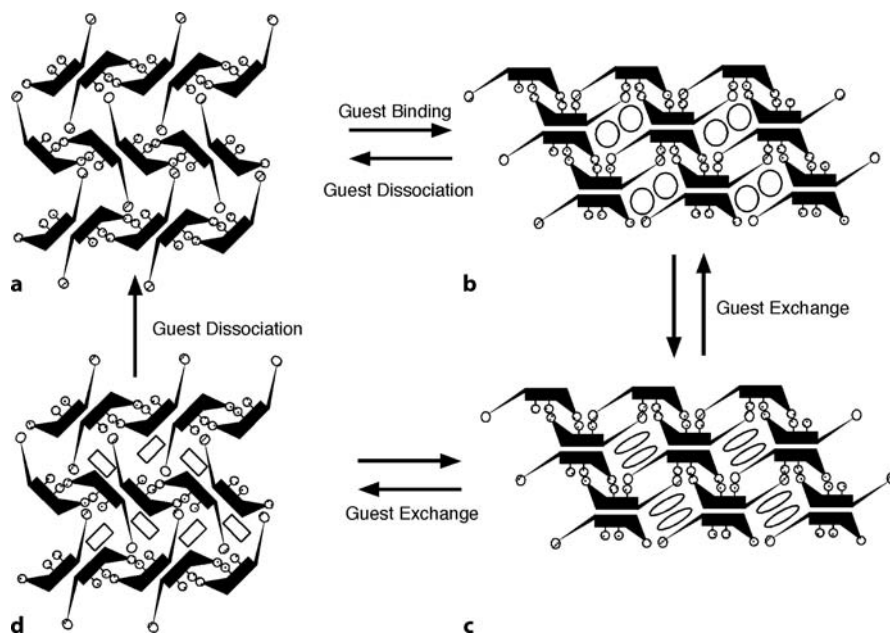 Guest Binding
Guest Dissociation
a
b
Guest Dissociation
Guest Exchange
Guest Exchange
d
c